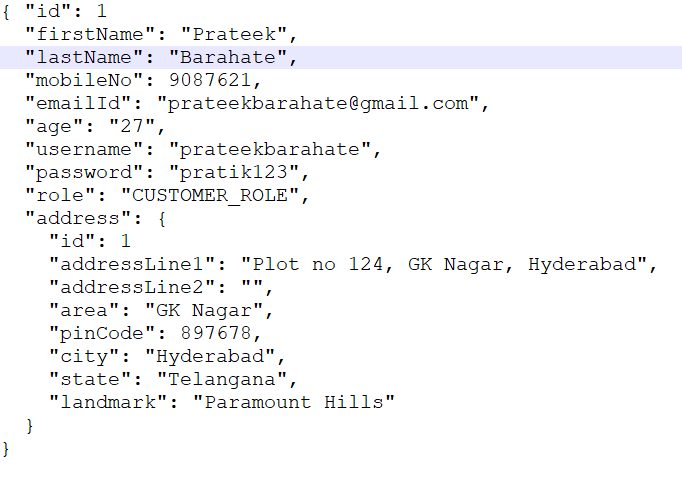 { "id": 1
  "firstName": "Prateek",
  "lastName": "Barahate",
  "mobileNo": 9087621,
  "emailId": "prateekbarahate@gmail.com",
  "age": "27",
  "username": "prateekbarahate",
  "password": "pratik123",
  "role": "CUSTOMER_ROLE",
  "address": {
    "id": 1
    "addressLine1": "Plot no 124, GK Nagar, Hyderabad",
    "addressLine2": "",
    "area": "GK Nagar",
    "pinCode": 897678,
    "city": "Hyderabad",
    "state": "Telangana",
    "landmark": "Paramount Hills"
  }
}